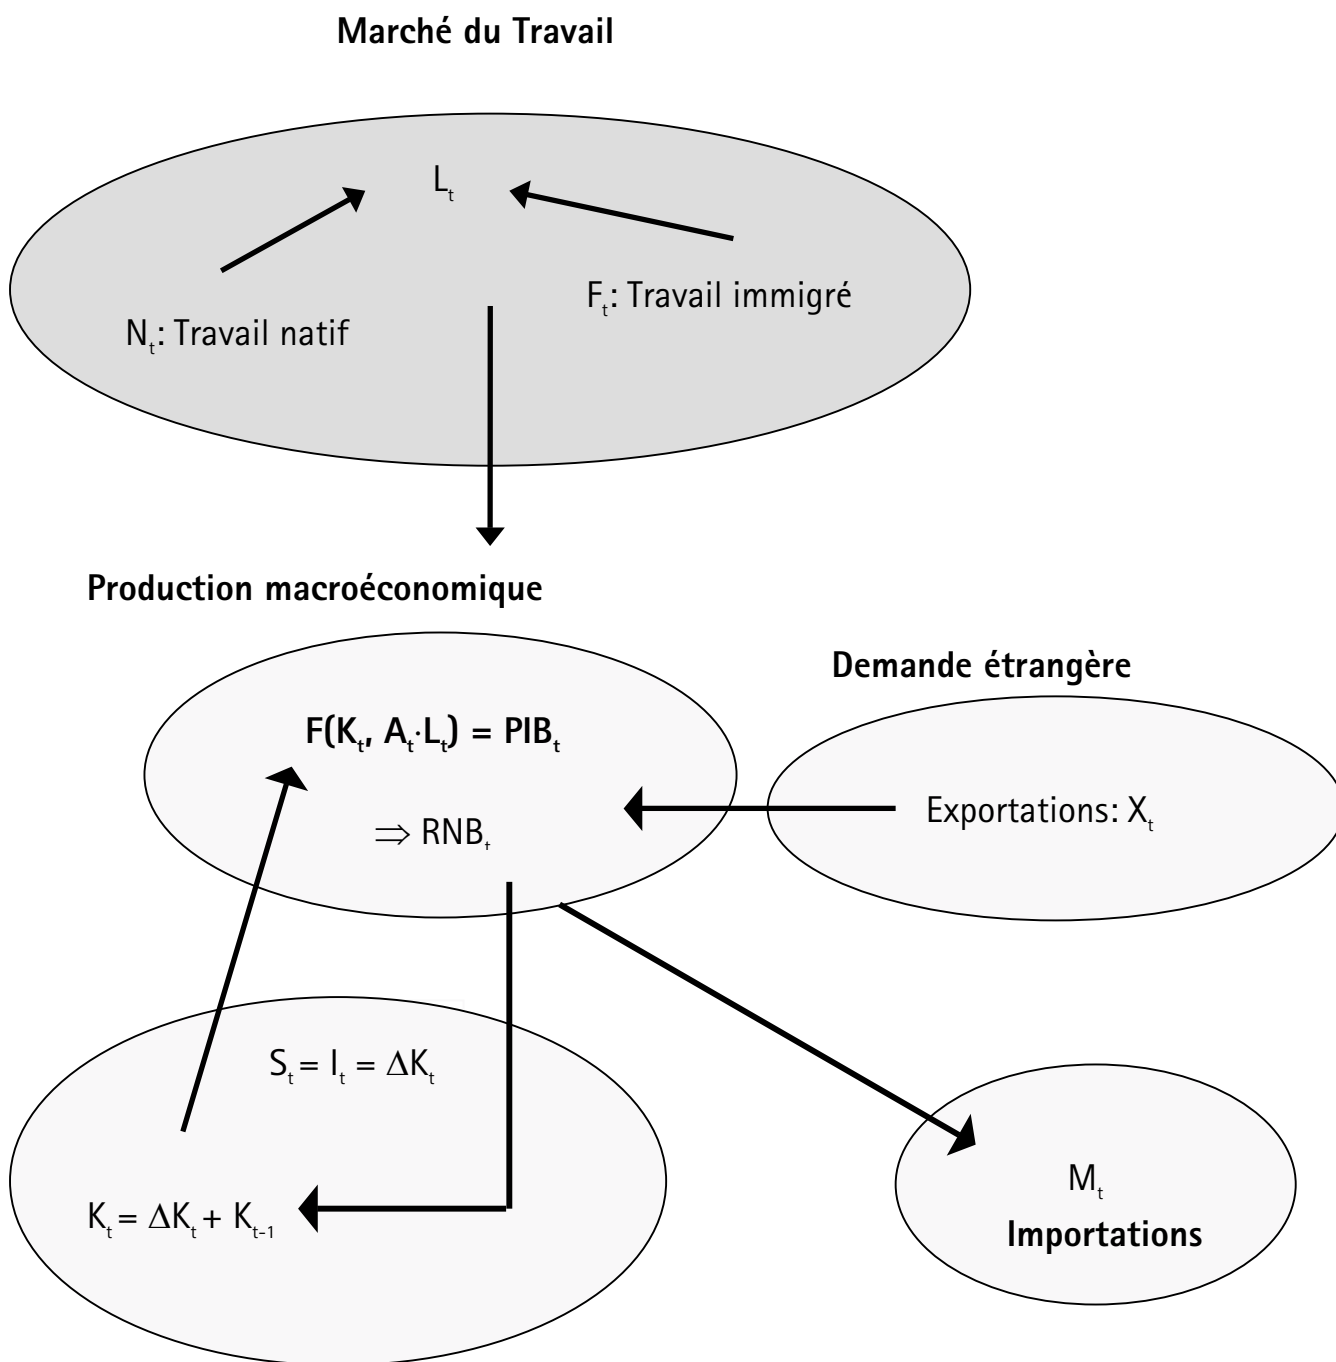 Marché du Travail
Lt
Ft: Travail immigré
Nt: Travail natif
Production macroéconomique
Demande étrangère
F(Kt, At·Lt) = PIBt
Exportations: Xt
⇒ RNBt
St = It = ΔKt
Mt
Kt = ΔKt + Kt-1
Importations